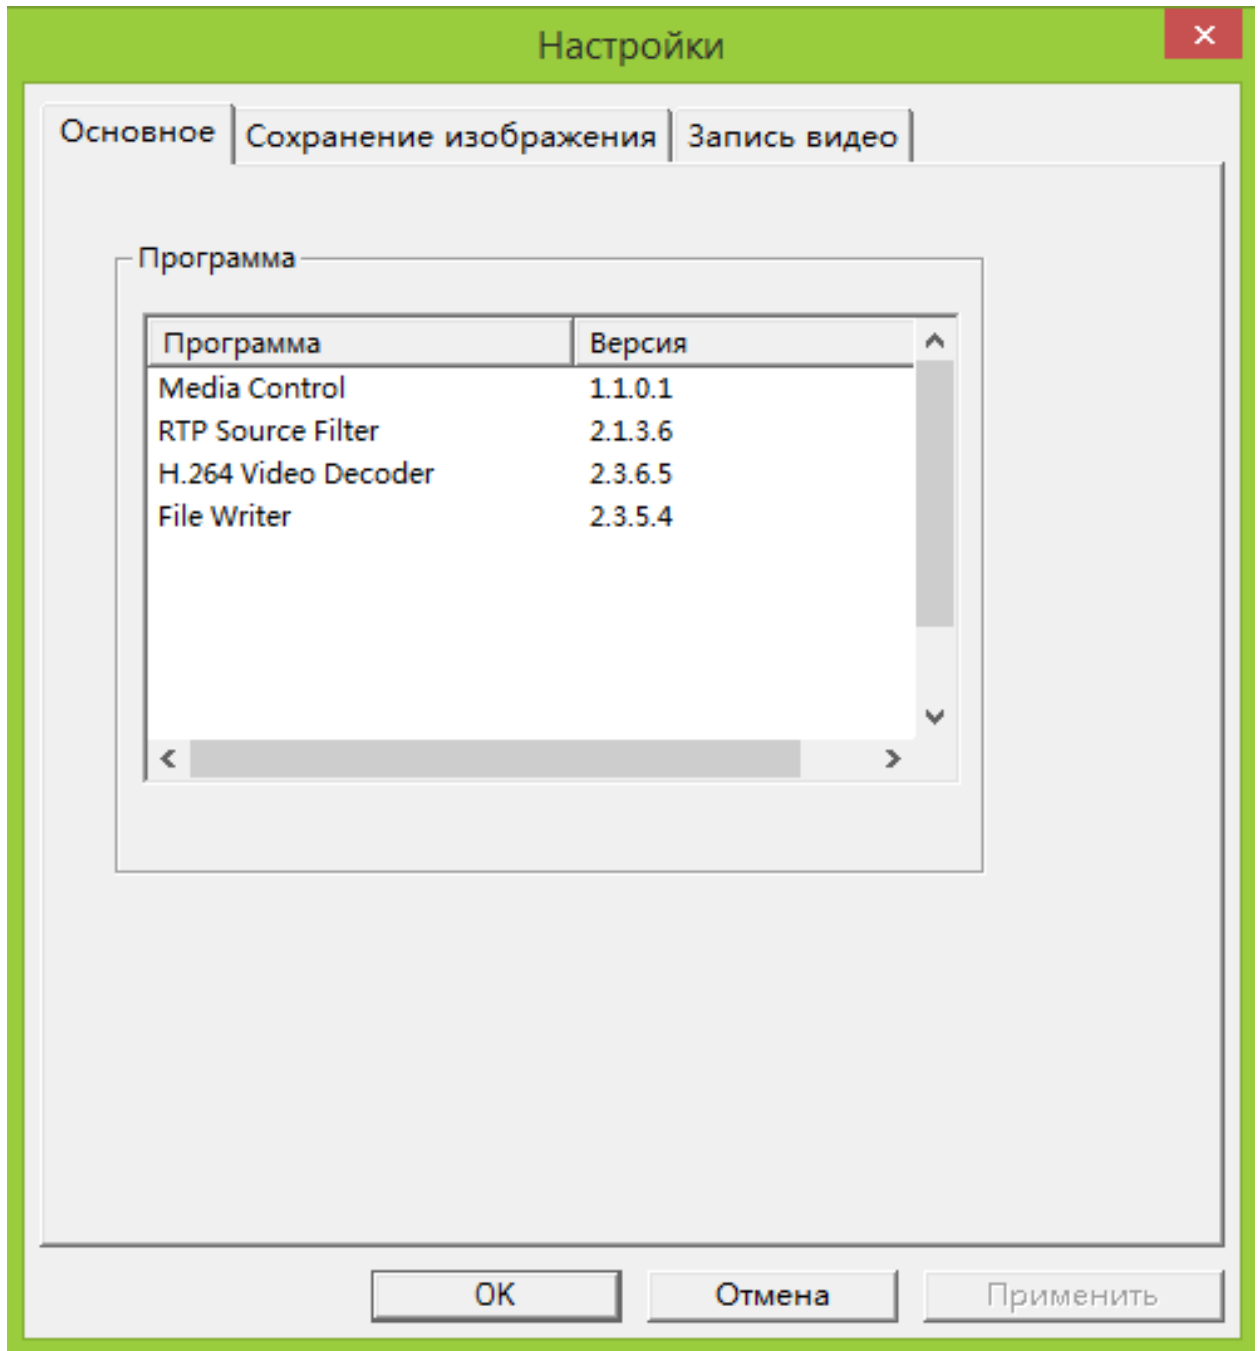 Настройки
Основное Сохранение изображения Запись видео
Программа
Программа Версия
Media Control 1.1.0.1
RTP Source Filter 2.1.3.6
H.264 Video Decoder 2.3.6.5
File Writer 2.3.5.4
OK Отмена Применить